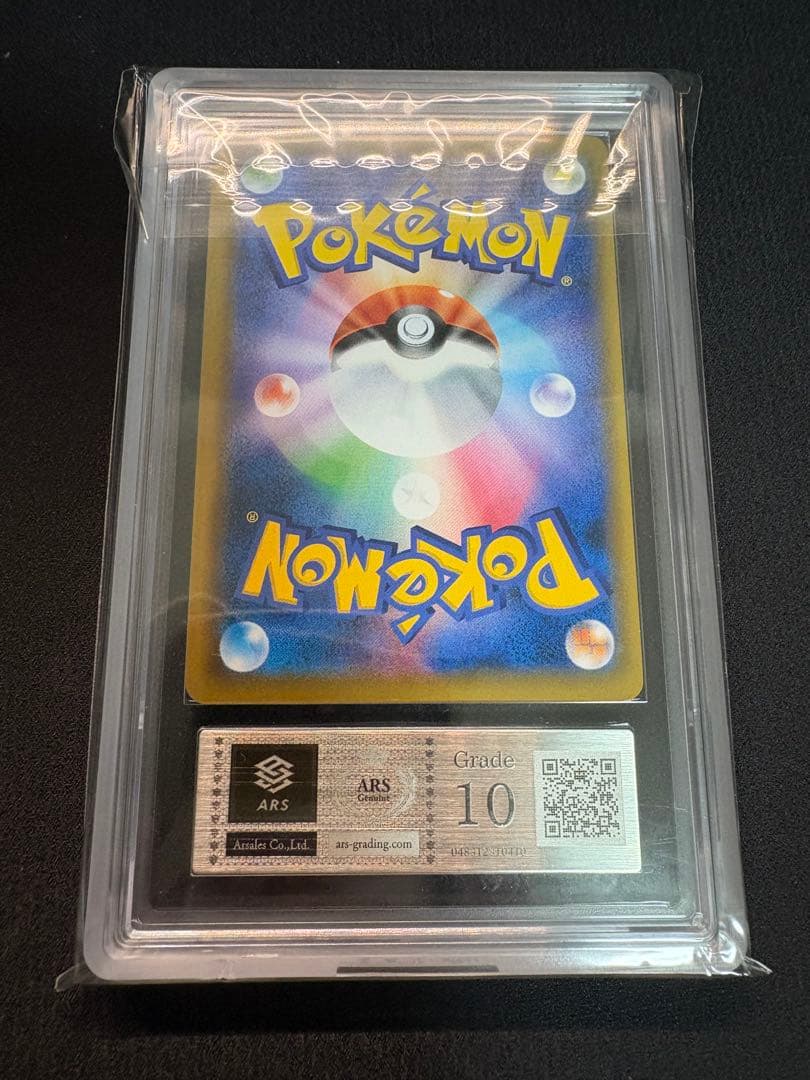 POKéMON
®
®
POKéMON
ARS
Arsales Co.,Ltd.
ARS
Genuine
ars-grading.com
Grade
10